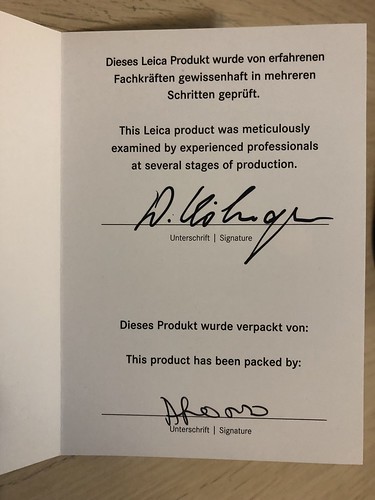 Dieses Leica Produkt wurde von erfahrenen
Fachkräften gewissenhaft in mehreren
Schritten geprüft.
This Leica product was meticulously
examined by experienced professionals
at several stages of production.
Unterschrift | Signature
Dieses Produkt wurde verpackt von:
This product has been packed by:
Unterschrift | Signature